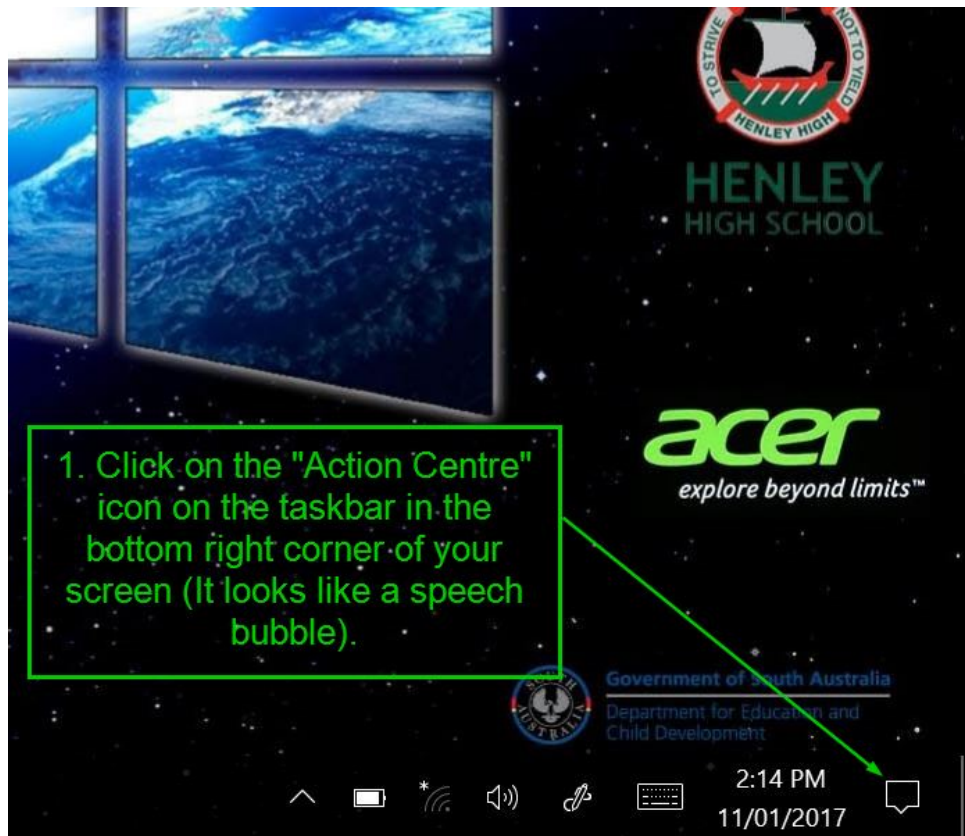 TO STRIVE NOT TO YIELD
HENLEY HIGH
HENLEY
HIGH SCHOOL
acer
explore beyond limits™
1. Click on the "Action Centre"
icon on the taskbar in the
bottom right corner of your
screen (It looks like a speech
bubble).
SOUTH
AUSTRALIA
Government of South Australia
Department for Education and
Child Development
2:14 PM
11/01/2017